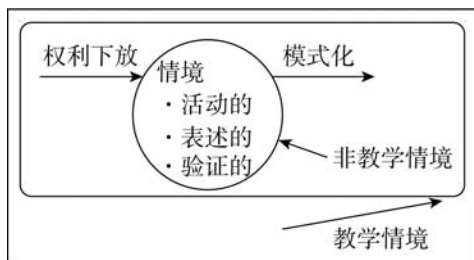 权利下放
模式化
情境
·活动的
·表述的
·验证的
非教学情境
教学情境